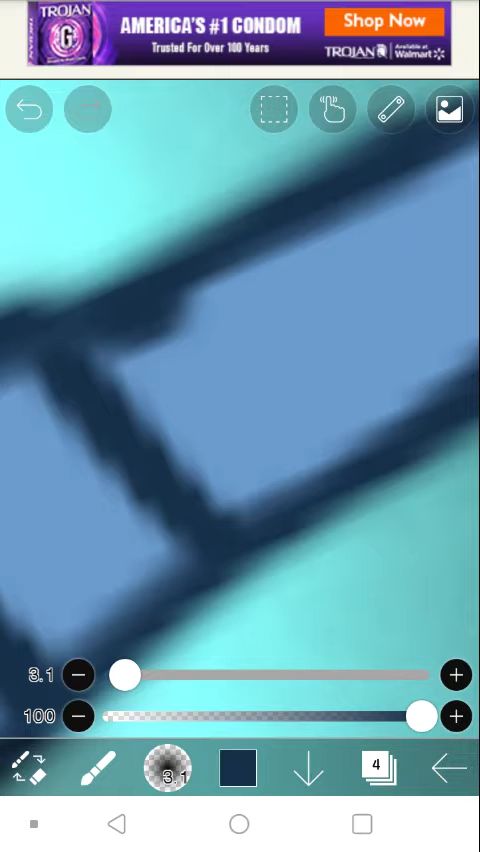 TROJAN
TROJAN
AMERICA'S #1 CONDOM
Trusted For Over 100 Years
Shop Now
TROJAN
Available at
Walmart
3.1
100
3.1
4